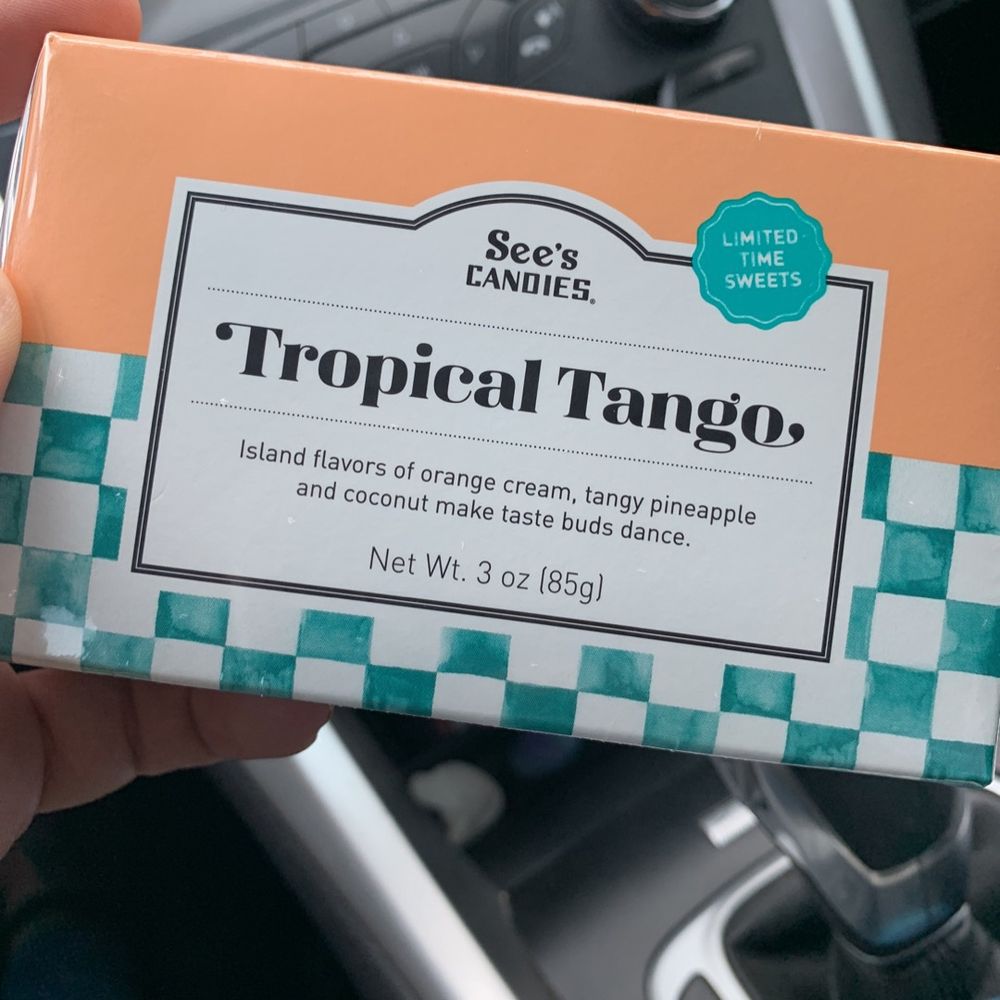 See's
CANDIES®
LIMITED
TIME
SWEETS
Tropical Tango
Island flavors of orange cream, tangy pineapple
and coconut make taste buds dance.
Net Wt. 3 oz (85g)